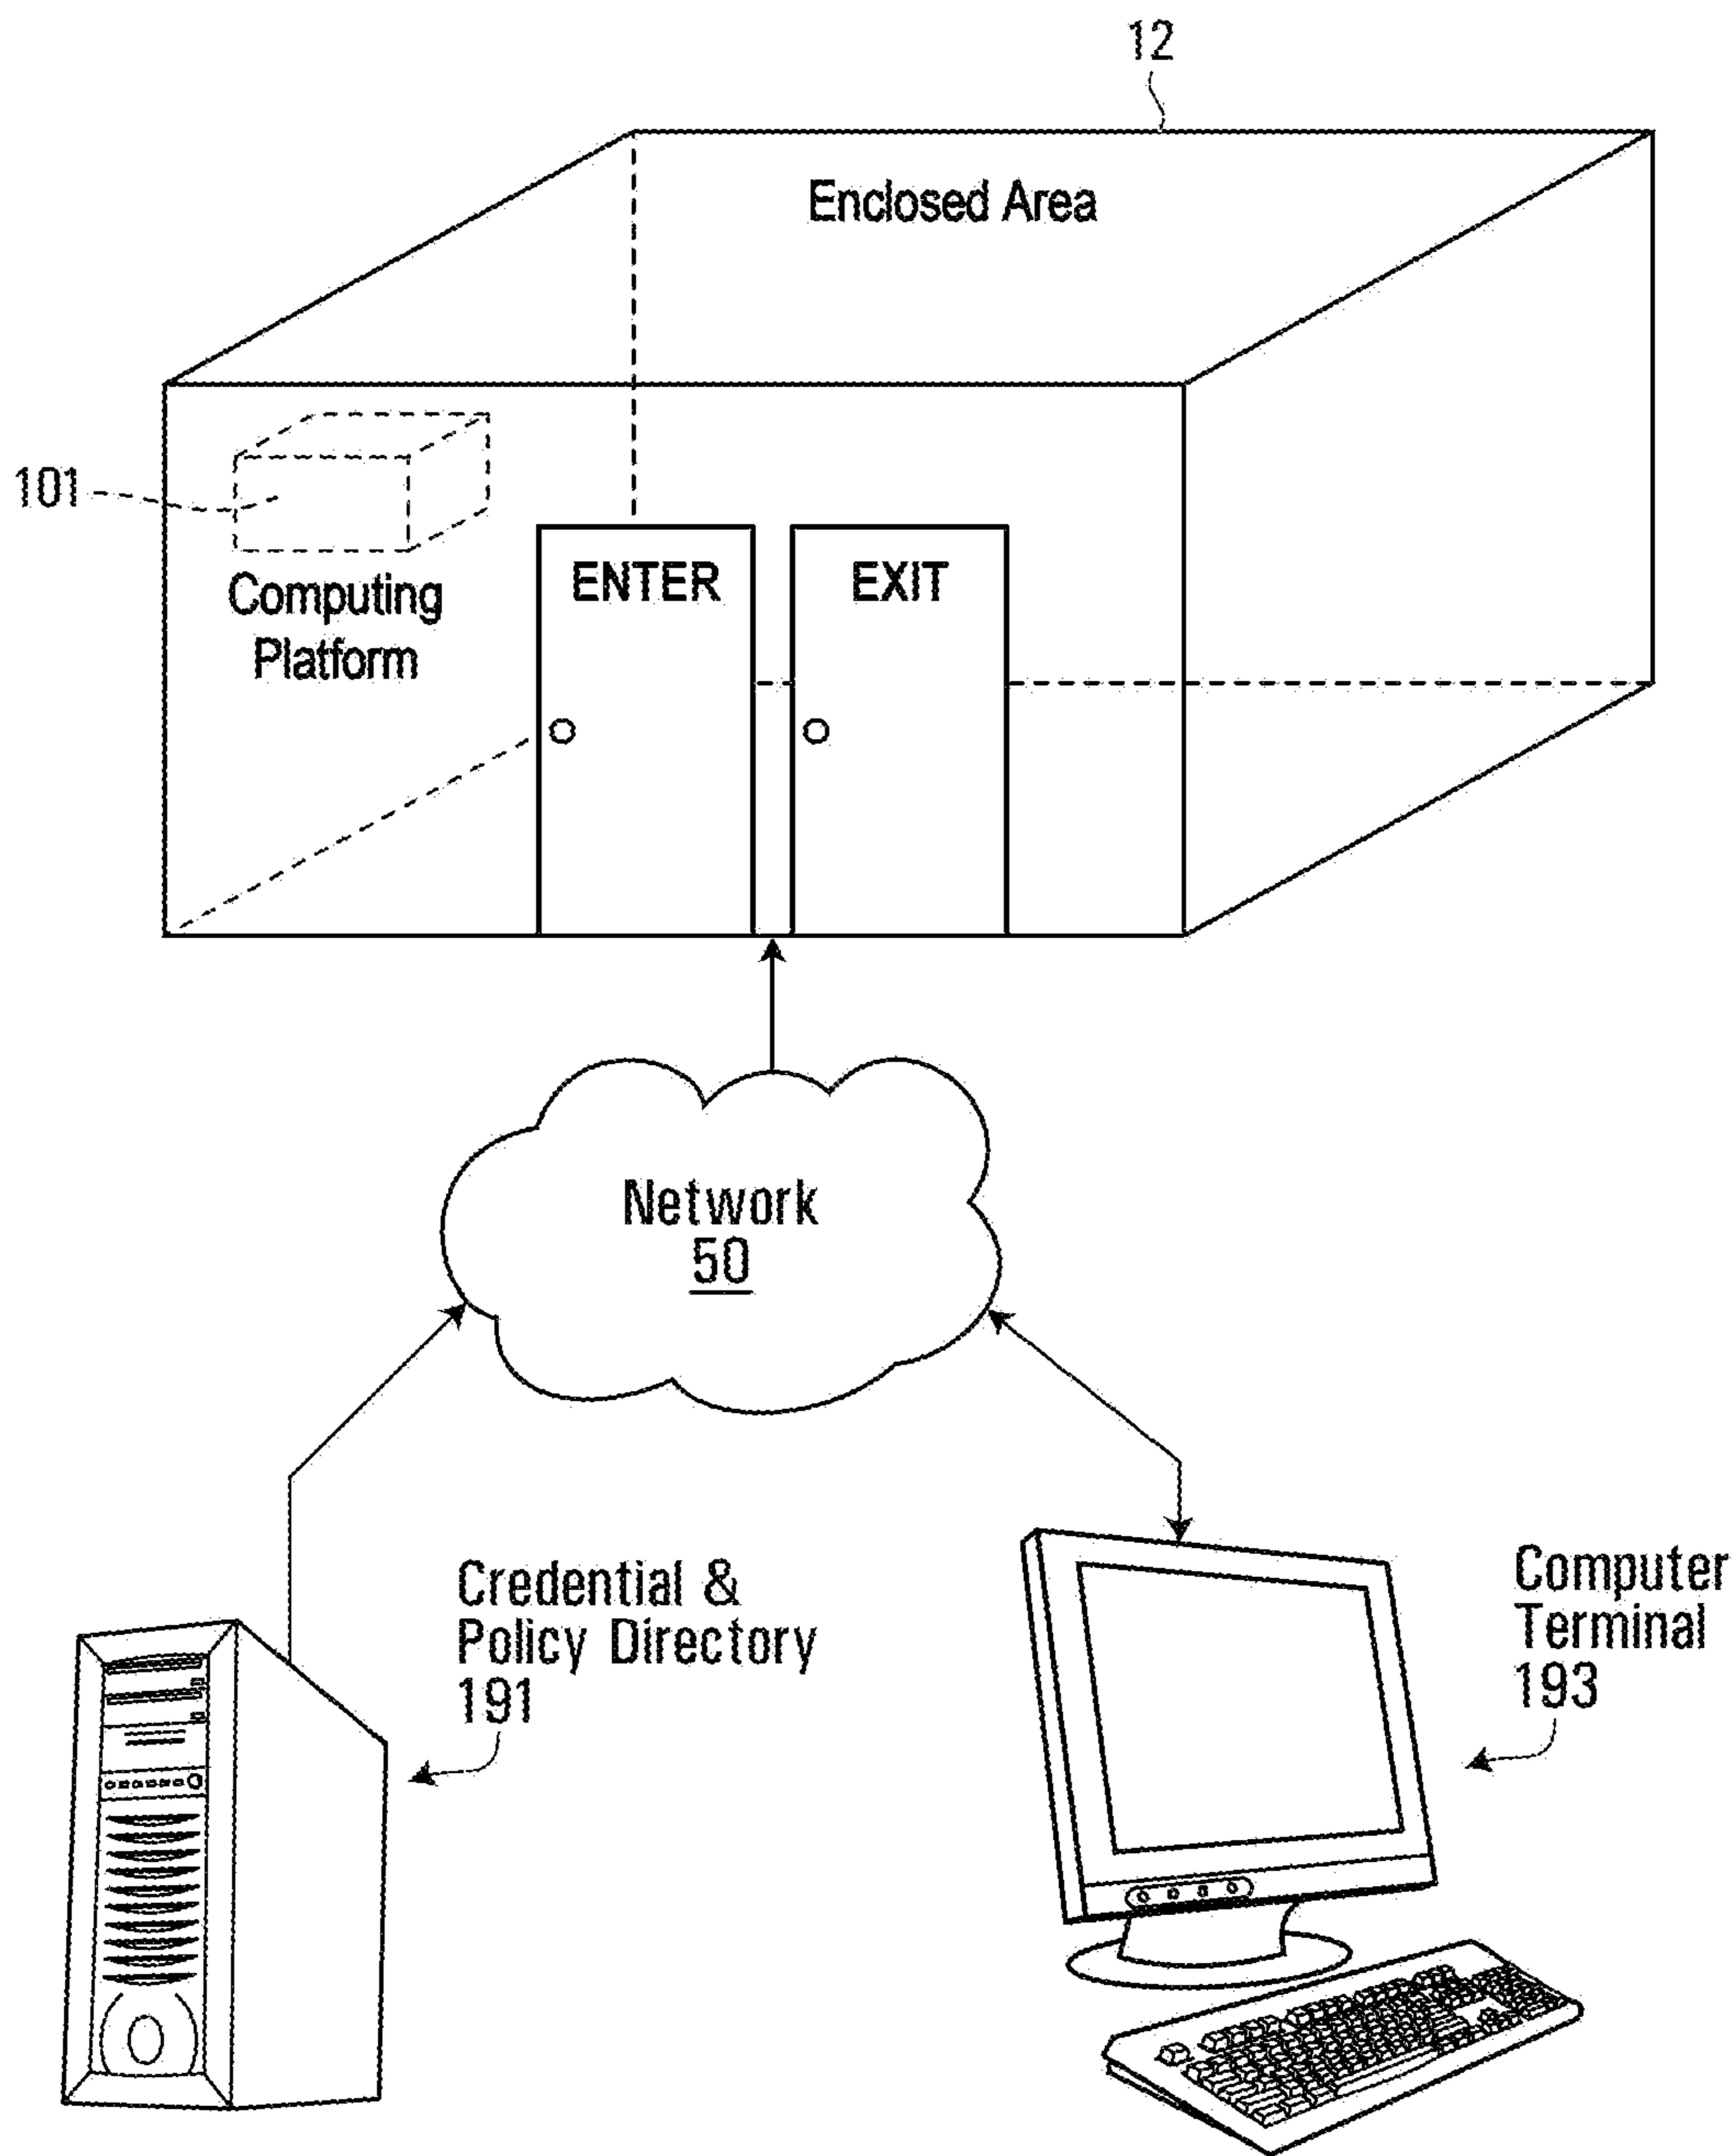 12
Enclosed Area
101
Computing
Platform
ENTER
EXIT
Network
50
Credential &
Policy Directory
191
Computer
Terminal
193